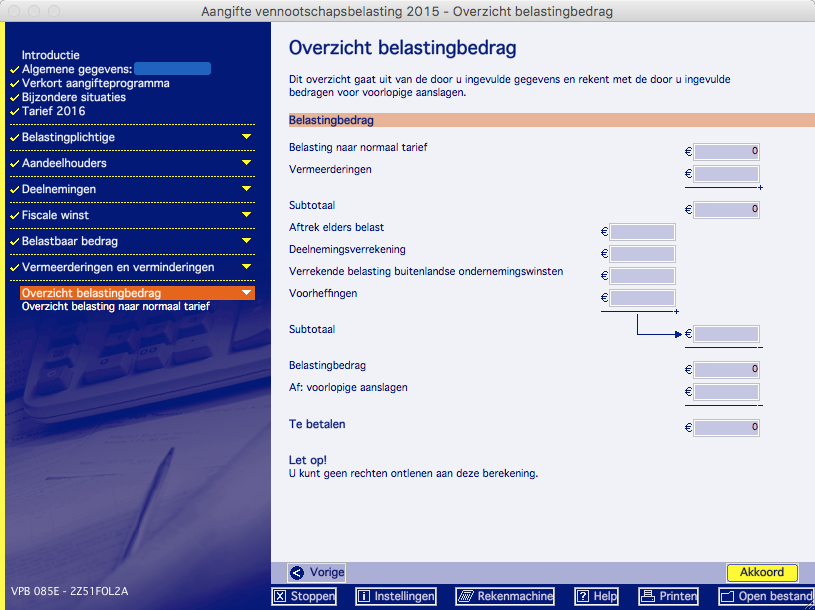 Aangifte vennootschapsbelasting 2015 - Overzicht belastingbedrag
Introductie
Algemene gegevens:
Verkort aangifteprogramma
Bijzondere situaties
Tarief 2016
Belastingplichtige
Aandeelhouders
Deelnemingen
Fiscale winst
Belastbaar bedrag
Vermeerderingen en verminderingen
Overzicht belastingbedrag
Overzicht belasting naar normaal tarief
VPB 085E - 2Z51FOL2A
Overzicht belastingbedrag
Dit overzicht gaat uit van de door u ingevulde gegevens en rekent met de door u ingevulde
bedragen voor voorlopige aanslagen.
Belastingbedrag
Belasting naar normaal tarief € 0
Vermeerderingen €
+
Subtotaal € 0
Aftrek elders belast €
Deelnemingsverrekening €
Verrekende belasting buitenlandse ondernemingswinsten €
Voorheffingen €
+
Subtotaal €
–
Belastingbedrag € 0
Af: voorlopige aanslagen €
–
Te betalen € 0
Let op!
U kunt geen rechten ontlenen aan deze berekening.
Vorige Akkoord
Stoppen Instellingen Rekenmachine Help Printen Open bestand